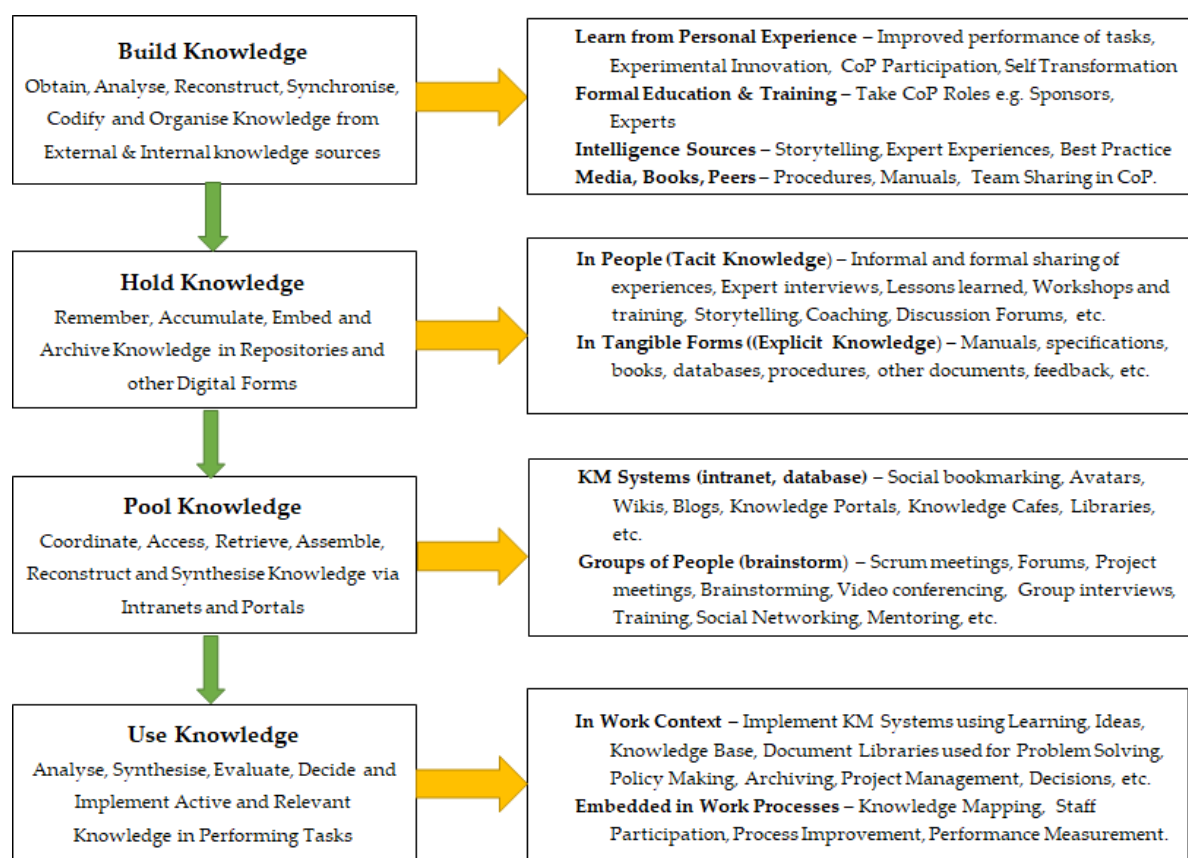 Build Knowledge
Obtain, Analyse, Reconstruct, Synchronise,
Codify and Organise Knowledge from
External & Internal knowledge sources
Learn from Personal Experience – Improved performance of tasks,
Experimental Innovation, CoP Participation, Self Transformation
Formal Education & Training – Take CoP Roles e.g. Sponsors,
Experts
Intelligence Sources – Storytelling, Expert Experiences, Best Practice
Media, Books, Peers – Procedures, Manuals, Team Sharing in CoP.
Hold Knowledge
Remember, Accumulate, Embed and
Archive Knowledge in Repositories and
other Digital Forms
In People (Tacit Knowledge) – Informal and formal sharing of
experiences, Expert interviews, Lessons learned, Workshops and
training, Storytelling, Coaching, Discussion Forums, etc.
In Tangible Forms ((Explicit Knowledge) – Manuals, specifications,
books, databases, procedures, other documents, feedback, etc.
Pool Knowledge
Coordinate, Access, Retrieve, Assemble,
Reconstruct and Synthesise Knowledge via
Intranets and Portals
KM Systems (intranet, database) – Social bookmarking, Avatars,
Wikis, Blogs, Knowledge Portals, Knowledge Cafes, Libraries,
etc.
Groups of People (brainstorm) – Scrum meetings, Forums, Project
meetings, Brainstorming, Video conferencing, Group interviews,
Training, Social Networking, Mentoring, etc.
Use Knowledge
Analyse, Synthesise, Evaluate, Decide and
Implement Active and Relevant
Knowledge in Performing Tasks
In Work Context – Implement KM Systems using Learning, Ideas,
Knowledge Base, Document Libraries used for Problem Solving,
Policy Making, Archiving, Project Management, Decisions, etc.
Embedded in Work Processes – Knowledge Mapping, Staff
Participation, Process Improvement, Performance Measurement.